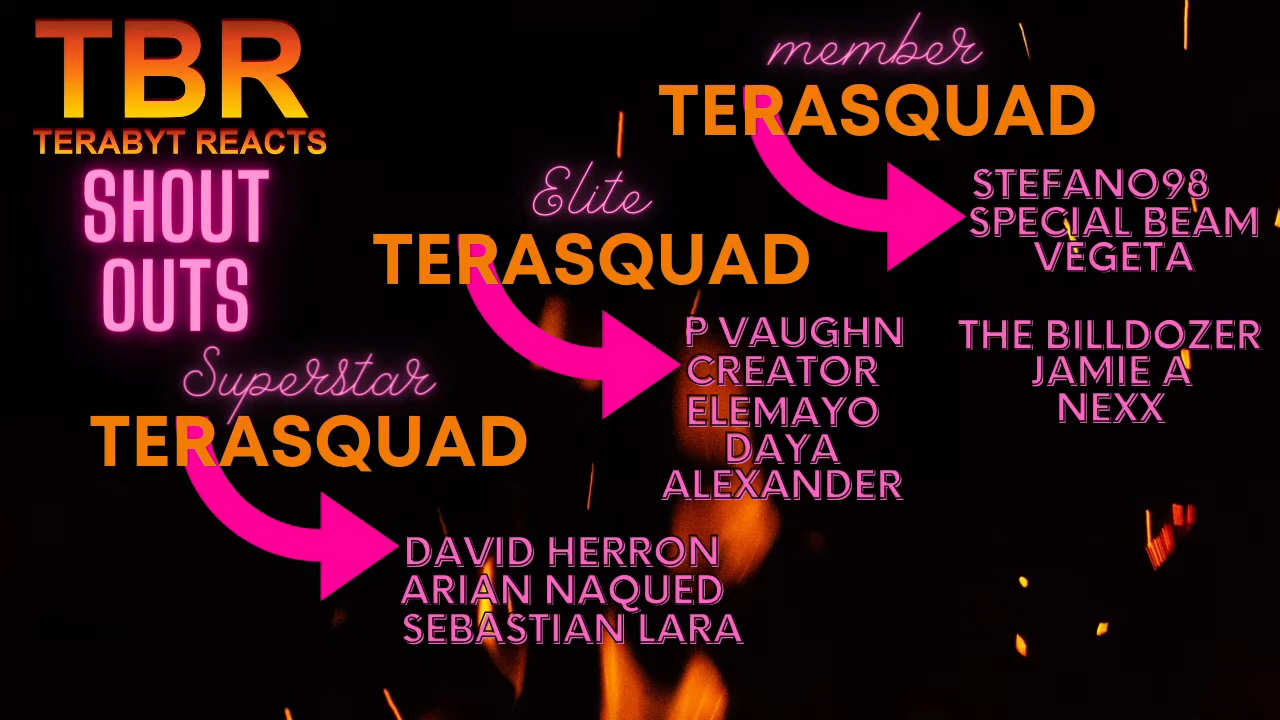 TBR
TERABYT REACTS
SHOUT
OUTS
member
TERASQUAD
STEFANO98
SPECIAL BEAM
VEGETA
THE BILLDOZER
JAMIE A
NEXX
Elite
TERASQUAD
P VAUGHN
CREATOR
ELEMAYO
DAYA
ALEXANDER
Superstar
TERASQUAD
DAVID HERRON
ARIAN NAQUED
SEBASTIAN LARA